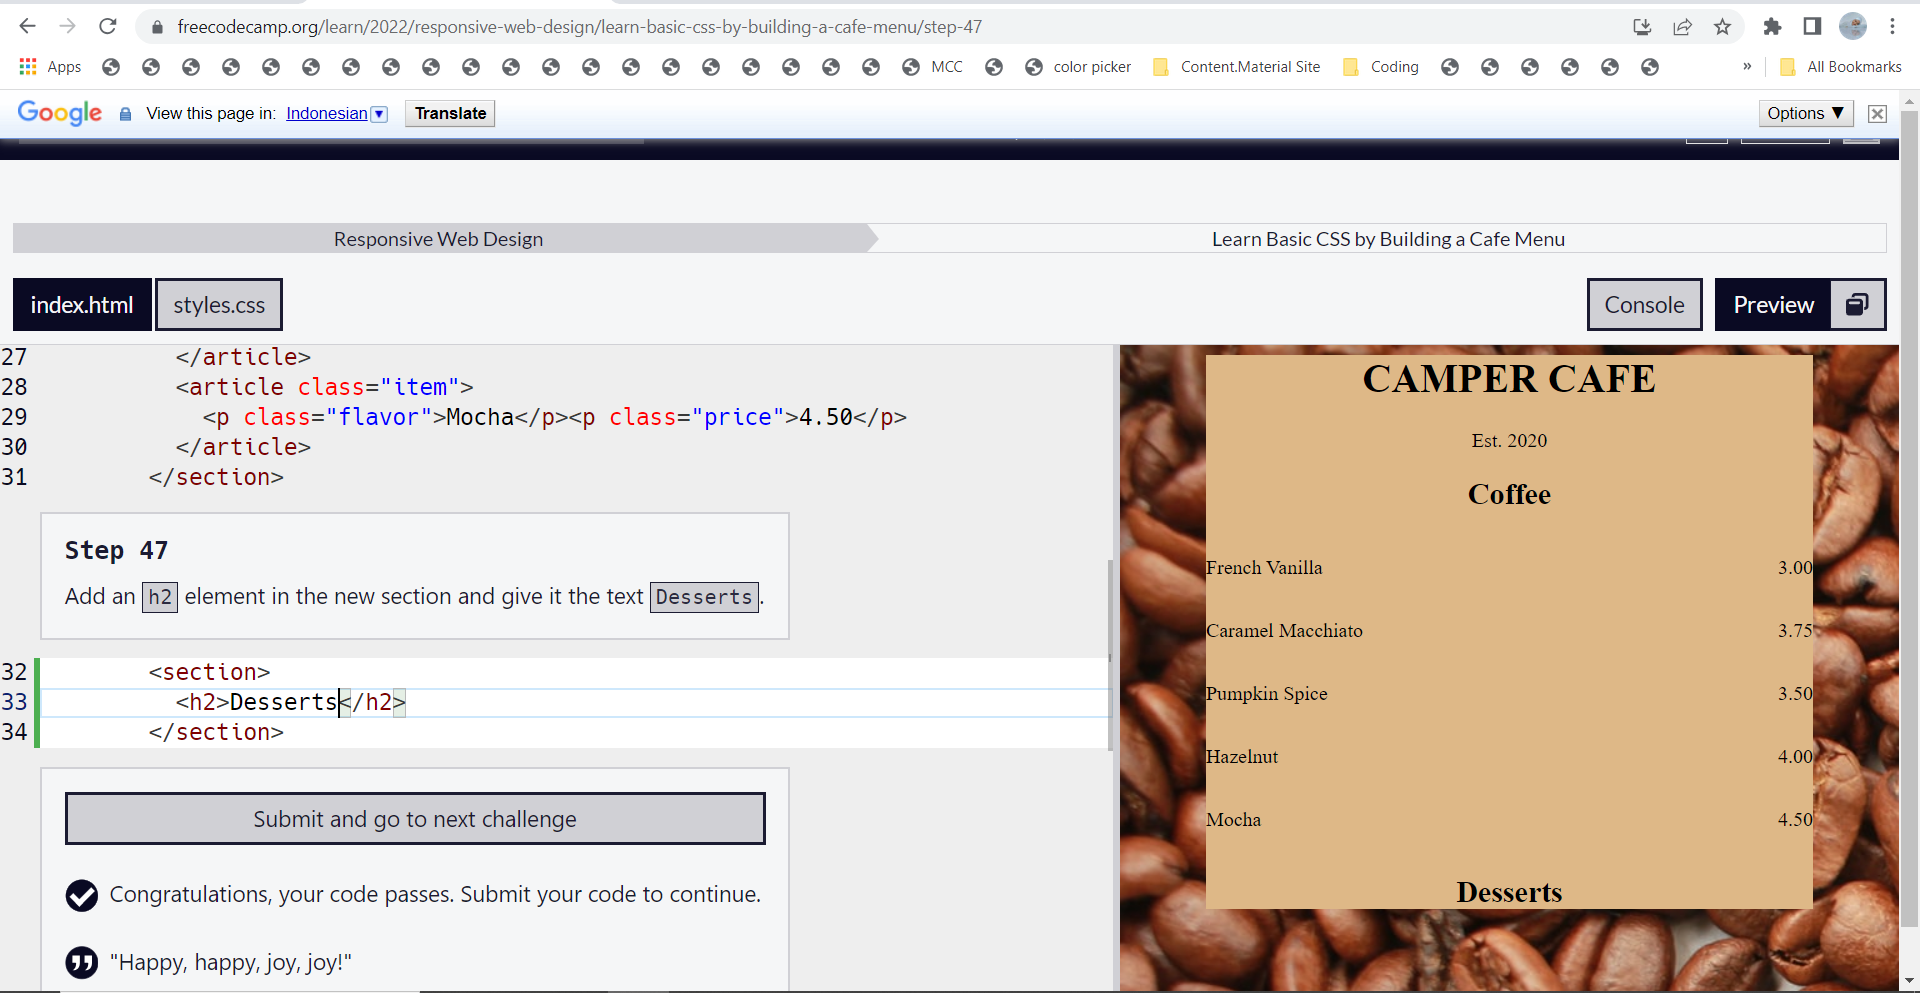 freecodecamp.org/learn/2022/responsive-web-design/learn-basic-css-by-building-a-cafe-menu/step-47
Apps MCC color picker Content.Material Site Coding » All Bookmarks
Google View this page in: Indonesian ▼ Translate Options ▼
Responsive Web Design Learn Basic CSS by Building a Cafe Menu
index.html styles.css Console Preview
27 </article>
28 <article class="item">
29 <p class="flavor">Mocha</p><p class="price">4.50</p>
30 </article>
31 </section>
Step 47
Add an h2 element in the new section and give it the text Desserts.
32 <section>
33 <h2>Desserts</h2>
34 </section>
Submit and go to next challenge
Congratulations, your code passes. Submit your code to continue.
"Happy, happy, joy, joy!"
CAMPER CAFE
Est. 2020
Coffee
French Vanilla 3.00
Caramel Macchiato 3.75
Pumpkin Spice 3.50
Hazelnut 4.00
Mocha 4.50
Desserts